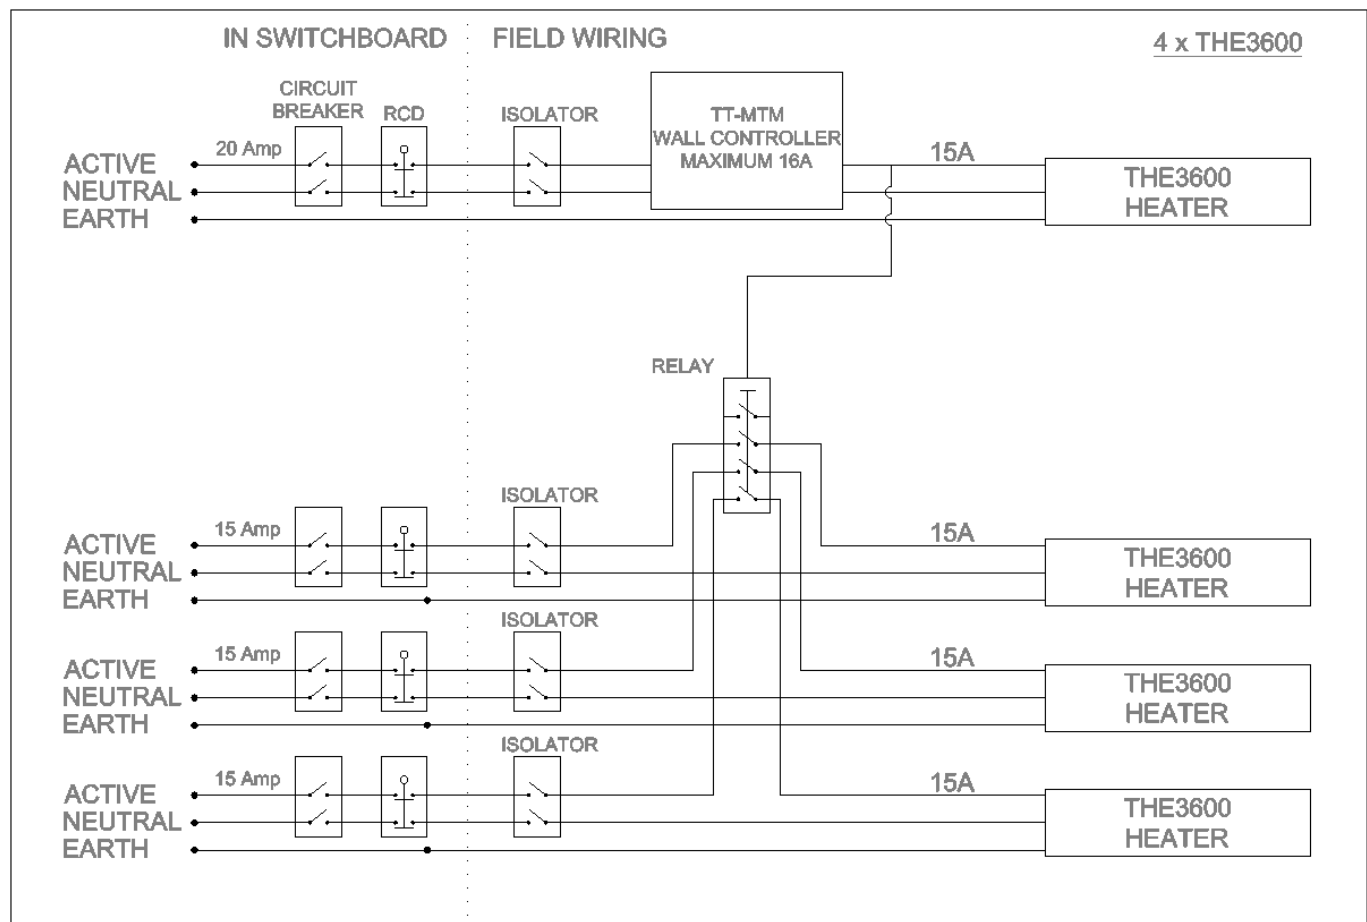 IN SWITCHBOARD
FIELD WIRING
4 x THE3600
CIRCUIT
BREAKER
RCD
ISOLATOR
TT-MTM
WALL CONTROLLER
MAXIMUM 16A
20 Amp
15A
ACTIVE
NEUTRAL
EARTH
THE3600
HEATER
RELAY
ISOLATOR
15 Amp
15A
ACTIVE
NEUTRAL
EARTH
THE3600
HEATER
ISOLATOR
15 Amp
15A
ACTIVE
NEUTRAL
EARTH
THE3600
HEATER
ISOLATOR
15 Amp
15A
ACTIVE
NEUTRAL
EARTH
THE3600
HEATER